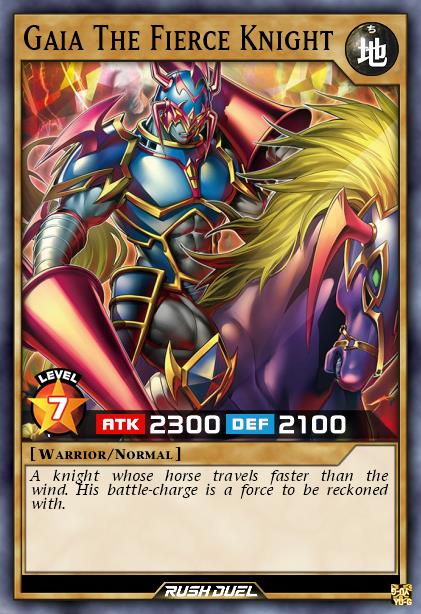 Gaia The Fierce Knight
ち
地
LEVEL
7
ATK 2300 DEF 2100
[Warrior/Normal]
A knight whose horse travels faster than the
wind. His battle-charge is a force to be reckoned
with.
RUSH DUEL